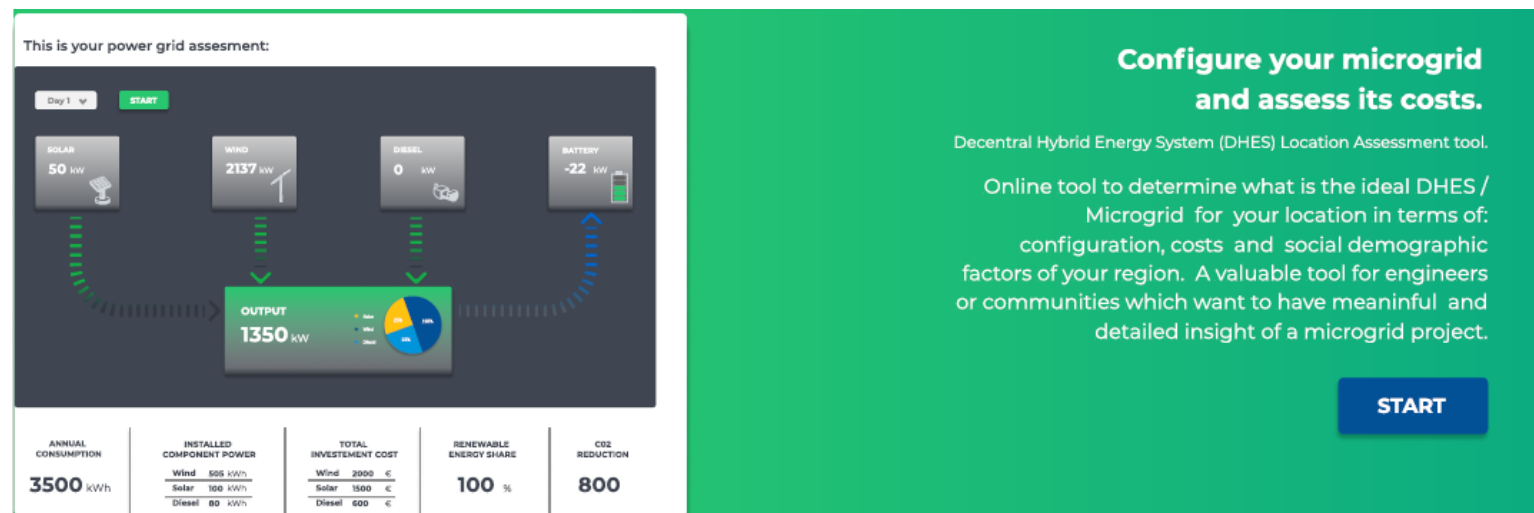 This is your power grid assesment:
Day 1
START
SOLAR
50 kW
WIND
2137 kW
DIESEL
0 kW
BATTERY
-22 kW
OUTPUT
1350 kW
Solar
Wind
Diesel
ANNUAL
CONSUMPTION
3500 kWh
INSTALLED
COMPONENT POWER
Wind 505 kWh
Solar 100 kWh
Diesel 80 kWh
TOTAL
INVESTEMENT COST
Wind 2000 €
Solar 1500 €
Diesel 600 €
RENEWABLE
ENERGY SHARE
100 %
C02
REDUCTION
800
Configure your microgrid
and assess its costs.
Decentral Hybrid Energy System (DHES) Location Assessment tool.
Online tool to determine what is the ideal DHES /
Microgrid for your location in terms of:
configuration, costs and social demographic
factors of your region. A valuable tool for engineers
or communities which want to have meaninful and
detailed insight of a microgrid project.
START